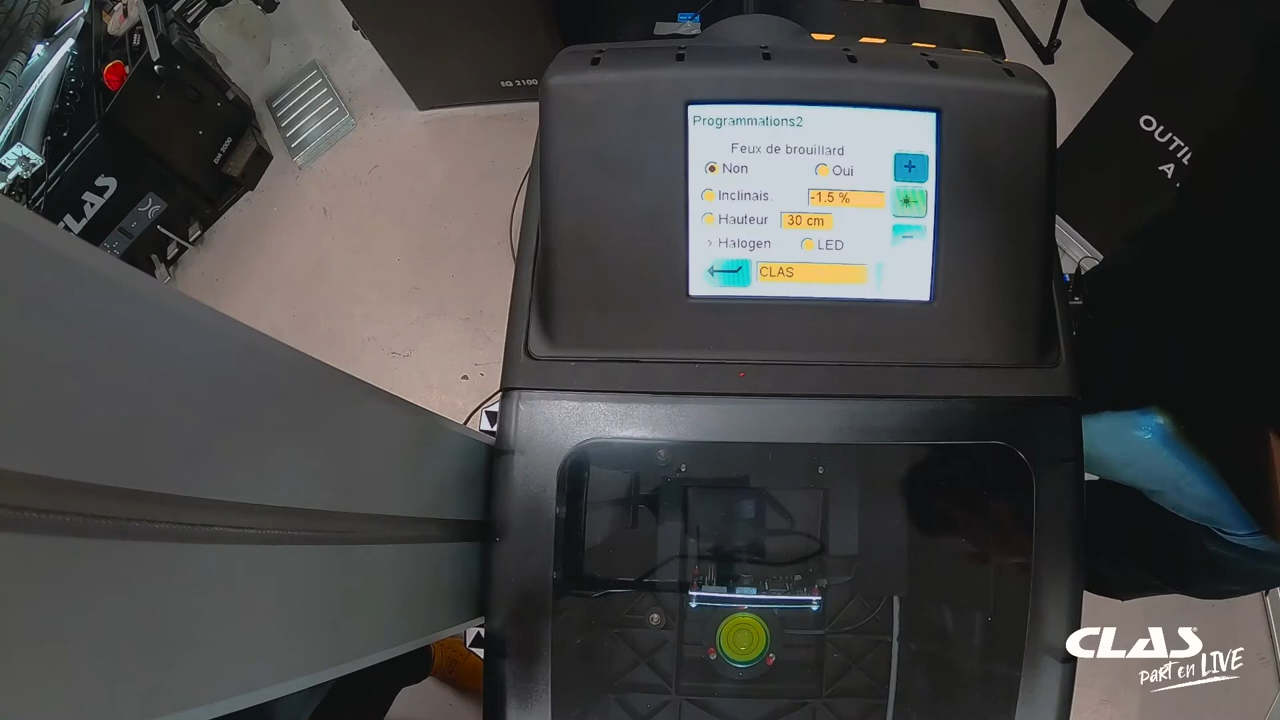 EG 2100
Programmations2
Feux de brouillard
Non
Oui
+
Inclinais.
-1.5 %
Hauteur
30 cm
-
Halogen
LED
CLAS
OUTIL
A
CLAS
CLAS
PART EN LIVE